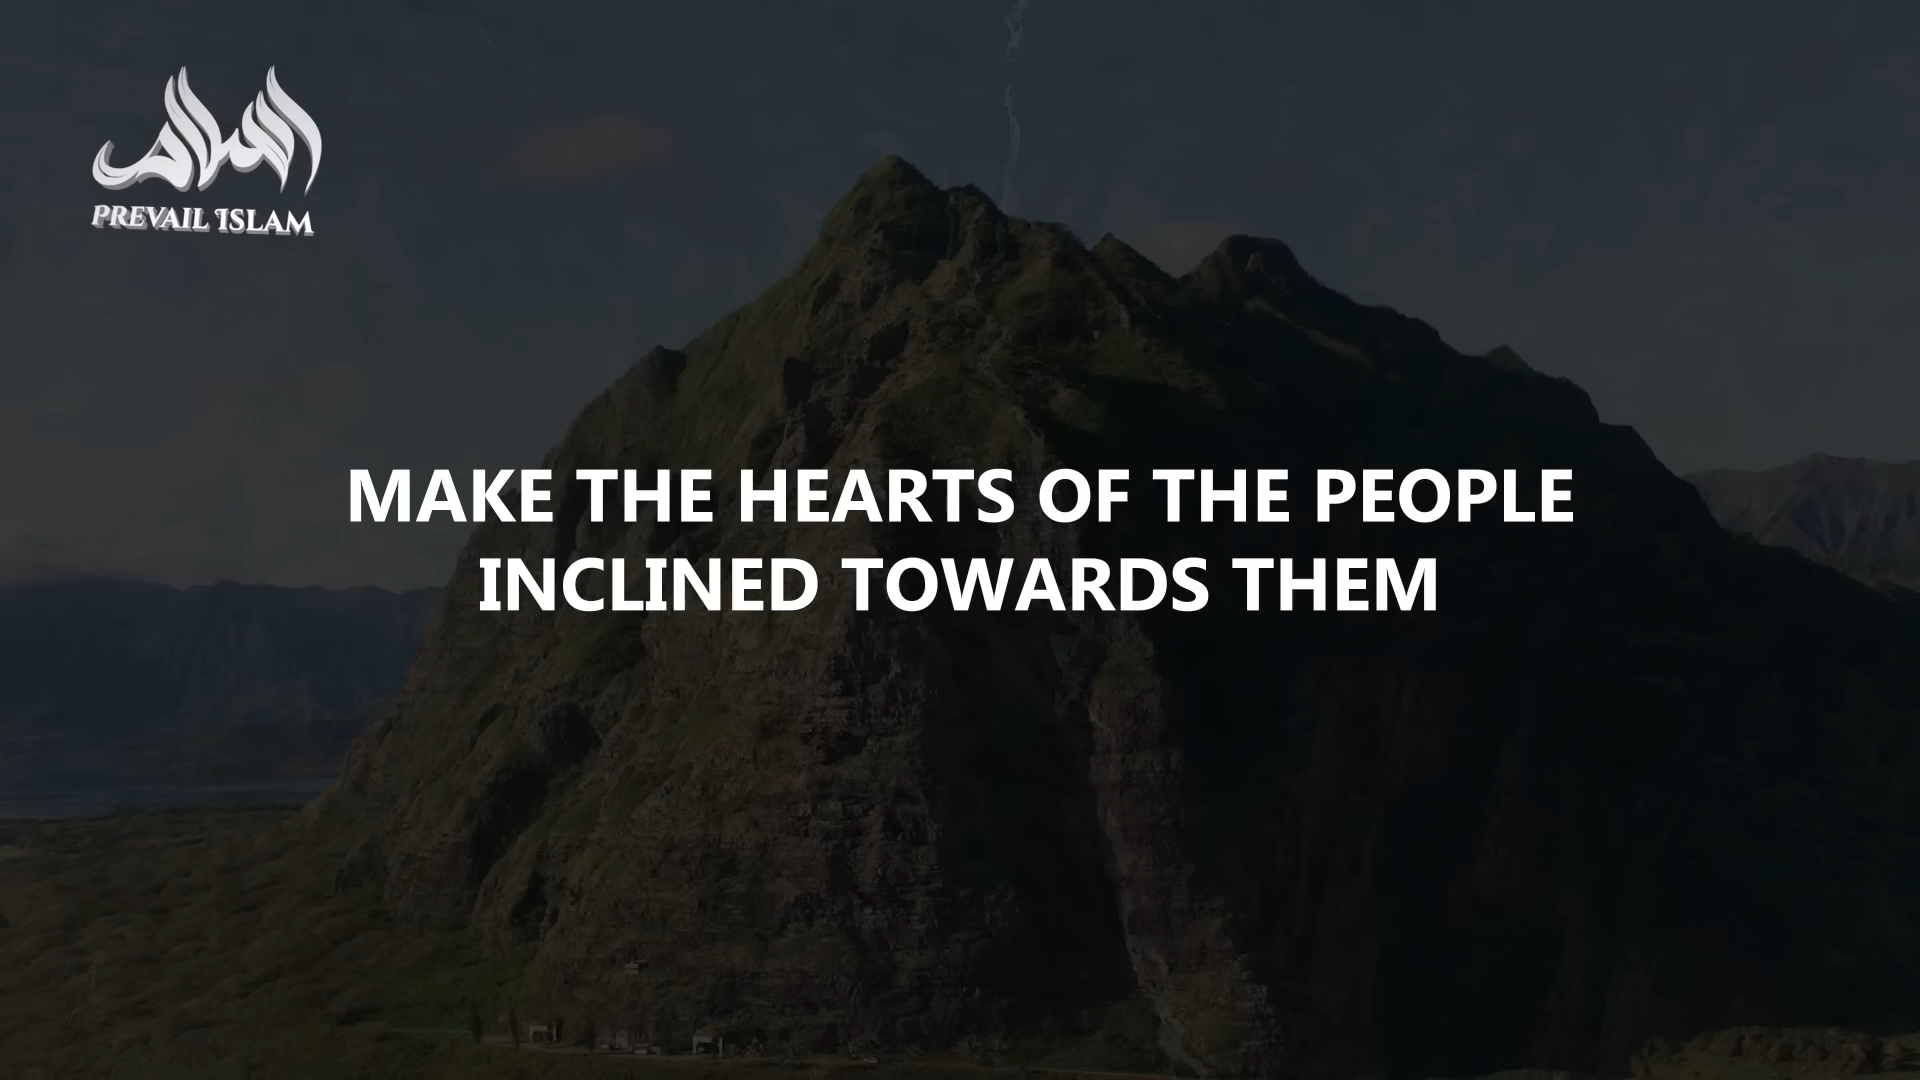 PREVAIL ISLAM
MAKE THE HEARTS OF THE PEOPLE
INCLINED TOWARDS THEM